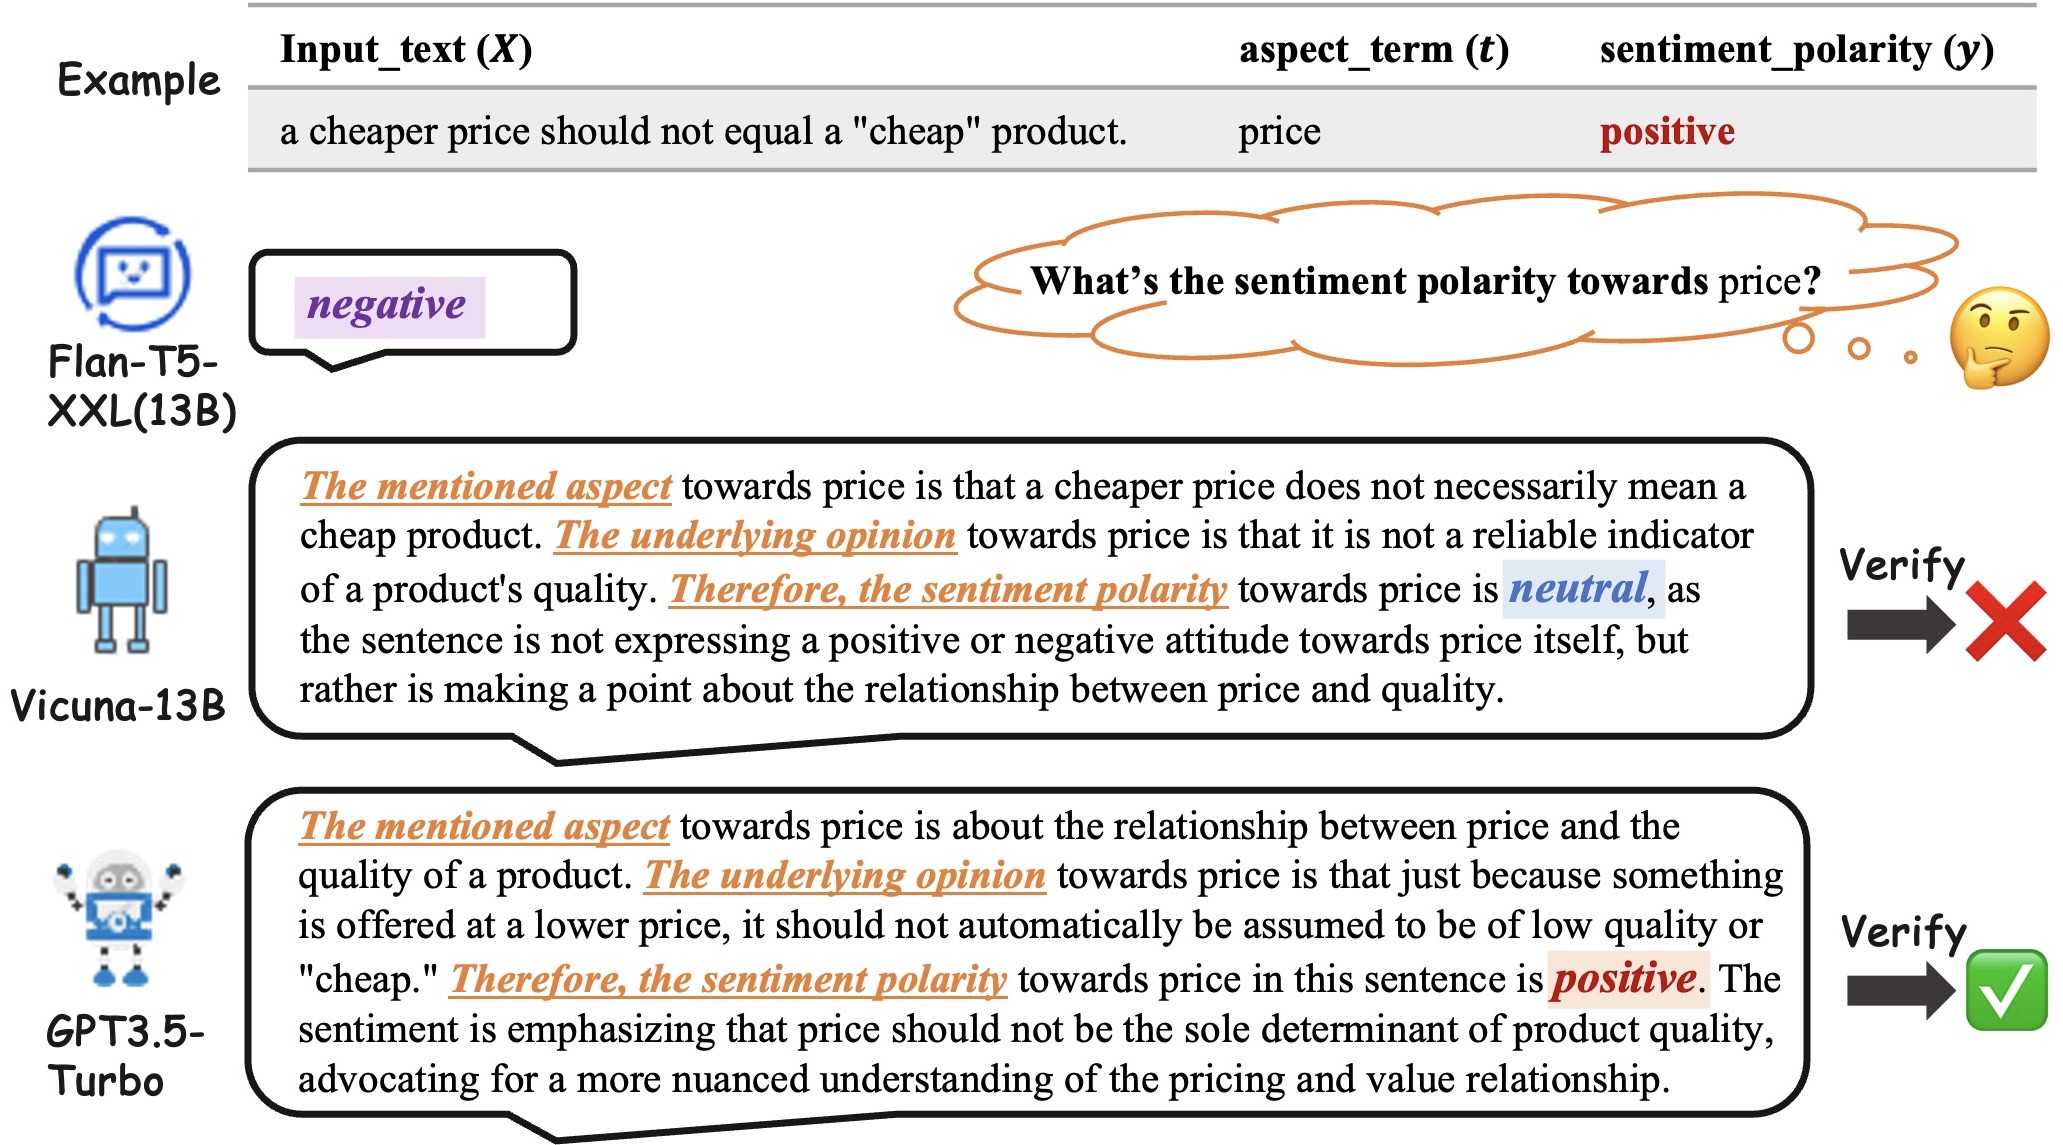 Example
Input_text (X) aspect_term (t) sentiment_polarity (y)
a cheaper price should not equal a "cheap" product. price positive
What’s the sentiment polarity towards price?
negative
Flan-T5-
XXL(13B)
The mentioned aspect towards price is that a cheaper price does not necessarily mean a
cheap product. The underlying opinion towards price is that it is not a reliable indicator
of a product's quality. Therefore, the sentiment polarity towards price is neutral, as
the sentence is not expressing a positive or negative attitude towards price itself, but
rather is making a point about the relationship between price and quality.
Vicuna-13B
Verify
The mentioned aspect towards price is about the relationship between price and the
quality of a product. The underlying opinion towards price is that just because something
is offered at a lower price, it should not automatically be assumed to be of low quality or
"cheap." Therefore, the sentiment polarity towards price in this sentence is positive. The
sentiment is emphasizing that price should not be the sole determinant of product quality,
advocating for a more nuanced understanding of the pricing and value relationship.
GPT3.5-
Turbo
Verify